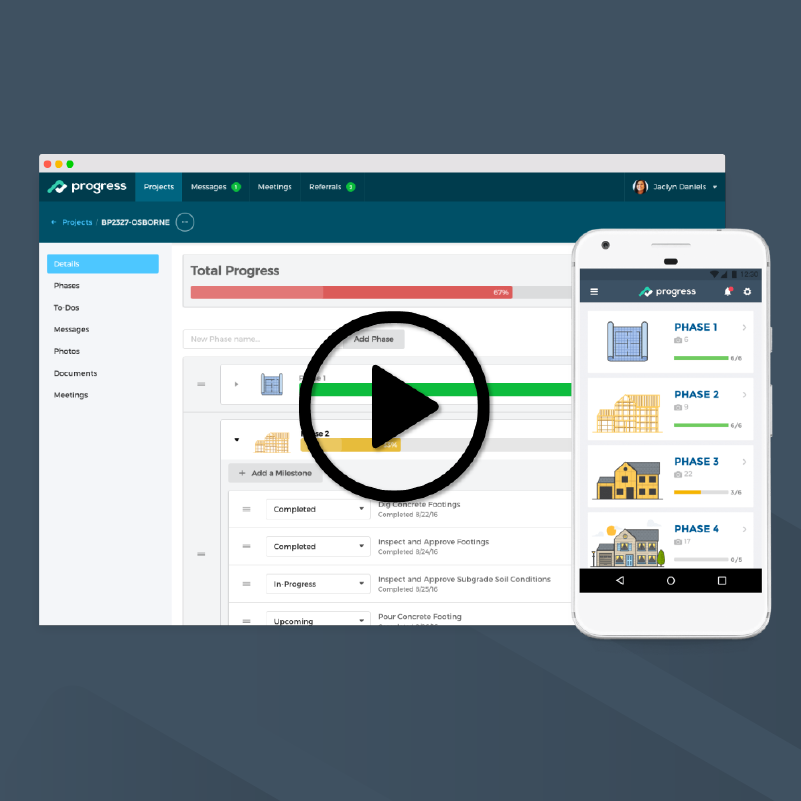 progress
Projects
Messages 1
Meetings
Referrals 3
Jaclyn Daniels
← Projects / BP2327-OSBORNE
Details
Phases
To-Dos
Messages
Photos
Documents
Meetings
Total Progress
67%
New Phase name...
Add Phase
Phase 2
+ Add a Milestone
Completed
Dig Concrete Footings
Completed 8/22/16
Completed
Inspect and Approve Footings
Completed 8/24/16
In-Progress
Inspect and Approve Subgrade Soil Conditions
Completed 8/25/16
Upcoming
Pour Concrete Footing
12:30
progress
PHASE 1
6
6/6
PHASE 2
9
6/6
PHASE 3
22
3/6
PHASE 4
17